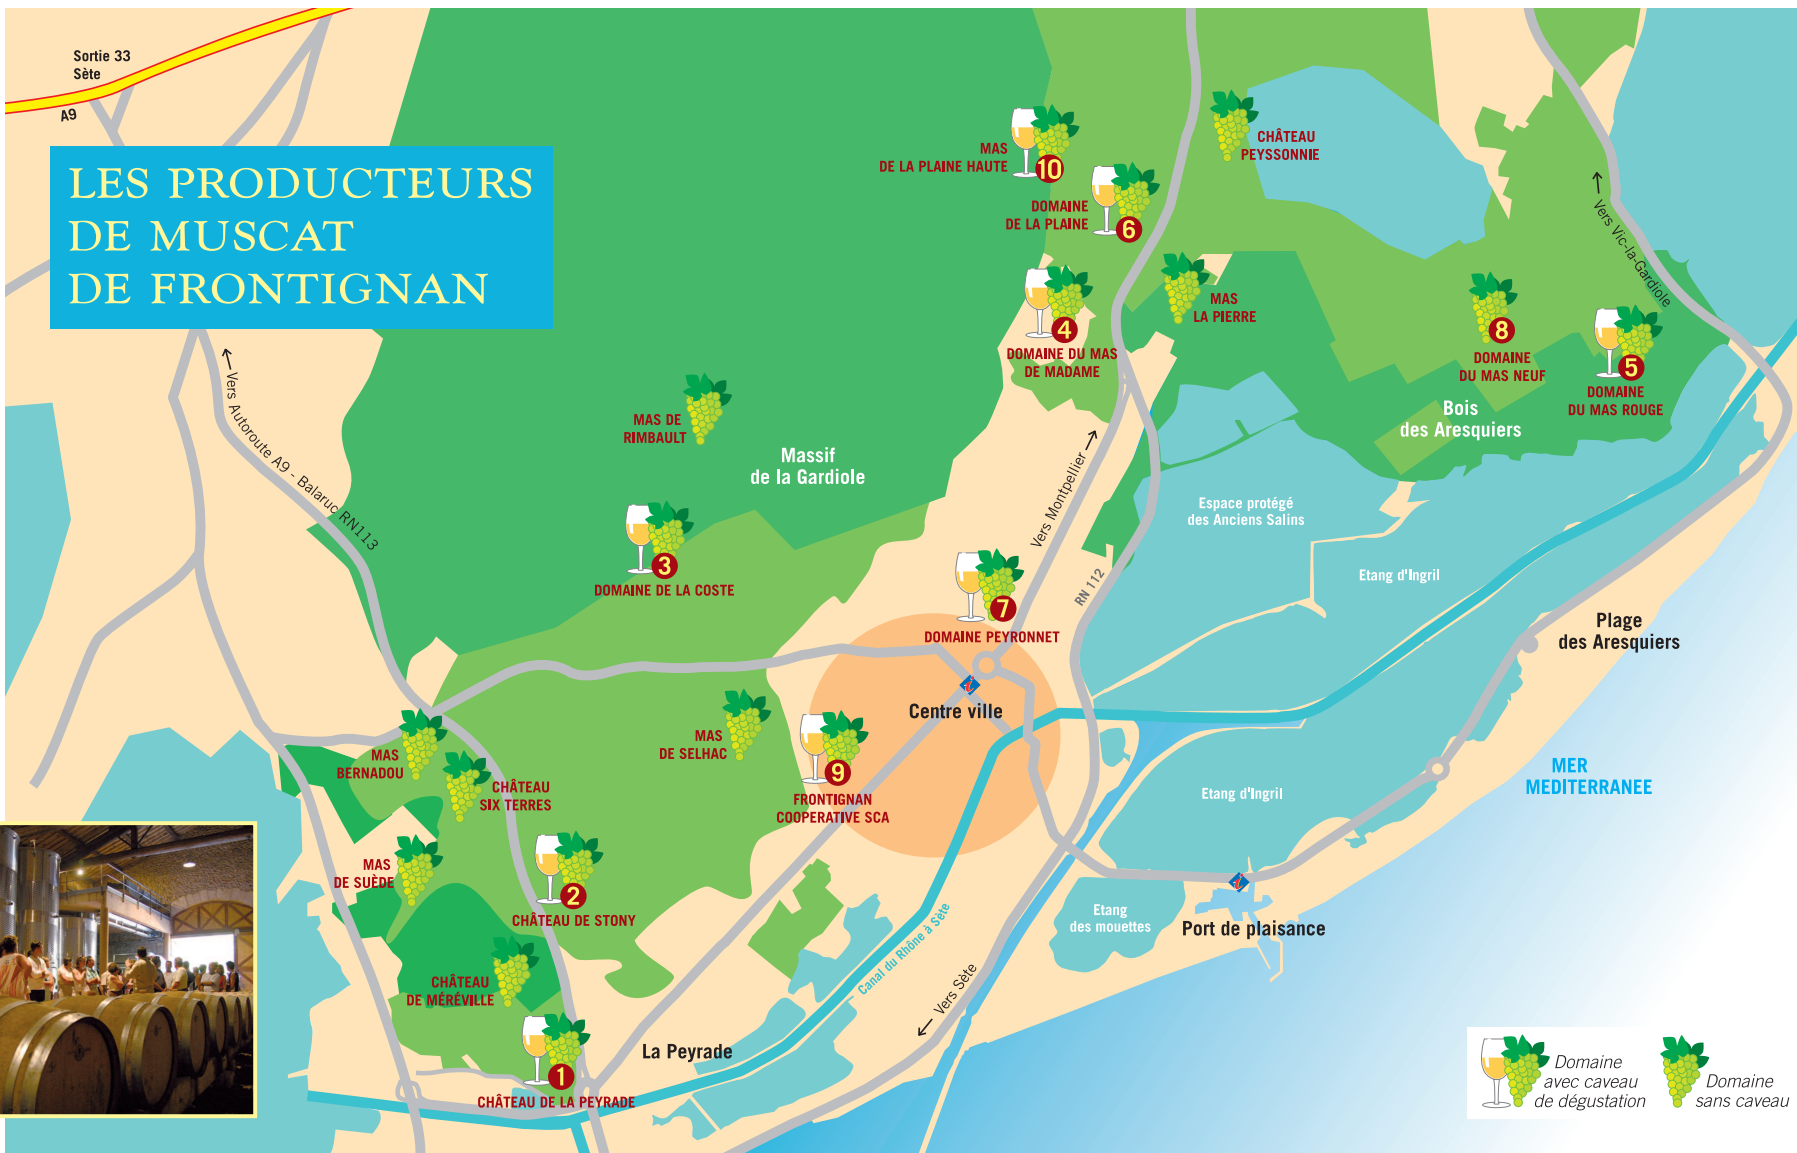 Sortie 33
Sète
A9
LES PRODUCTEURS
DE MUSCAT
DE FRONTIGNAN
MAS
DE LA PLAINE HAUTE
10
DOMAINE
DE LA PLAINE
6
CHÂTEAU
PEYSSONNIE
4
DOMAINE DU MAS
DE MADAME
MAS
LA PIERRE
Vers Vic-la-Gardiole
8
DOMAINE
DU MAS NEUF
5
DOMAINE
DU MAS ROUGE
Bois
des Aresquiers
Vers Autoroute A9 - Balaruc RN113
MAS DE
RIMBAULT
Massif
de la Gardiole
Vers Montpellier
Espace protégé
des Anciens Salins
3
DOMAINE DE LA COSTE
7
DOMAINE PEYRONNET
RN 112
Etang d'Ingril
Plage
des Aresquiers
i
Centre ville
MAS
DE SELHAC
9
FRONTIGNAN
COOPERATIVE SCA
MAS
BERNADOU
CHÂTEAU
SIX TERRES
Etang d'Ingril
MER
MEDITERRANEE
MAS
DE SUÈDE
2
CHÂTEAU DE STONY
i
Etang
des mouettes
Port de plaisance
Canal du Rhône à Sète
Vers Sète
CHÂTEAU
DE MÉRÉVILLE
1
CHÂTEAU DE LA PEYRADE
La Peyrade
Domaine
avec caveau
de dégustation
Domaine
sans caveau